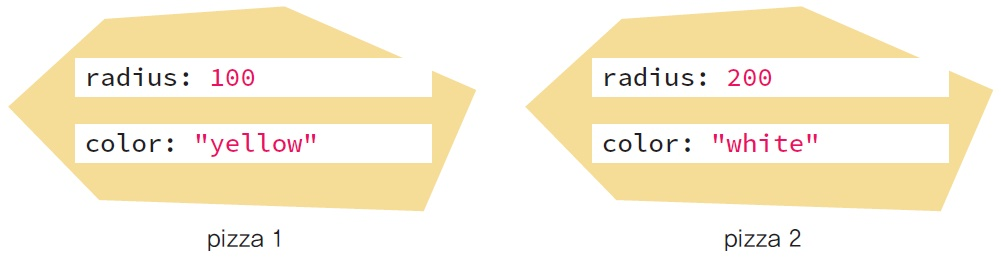 radius: 100
color: "yellow"
pizza 1
radius: 200
color: "white"
pizza 2